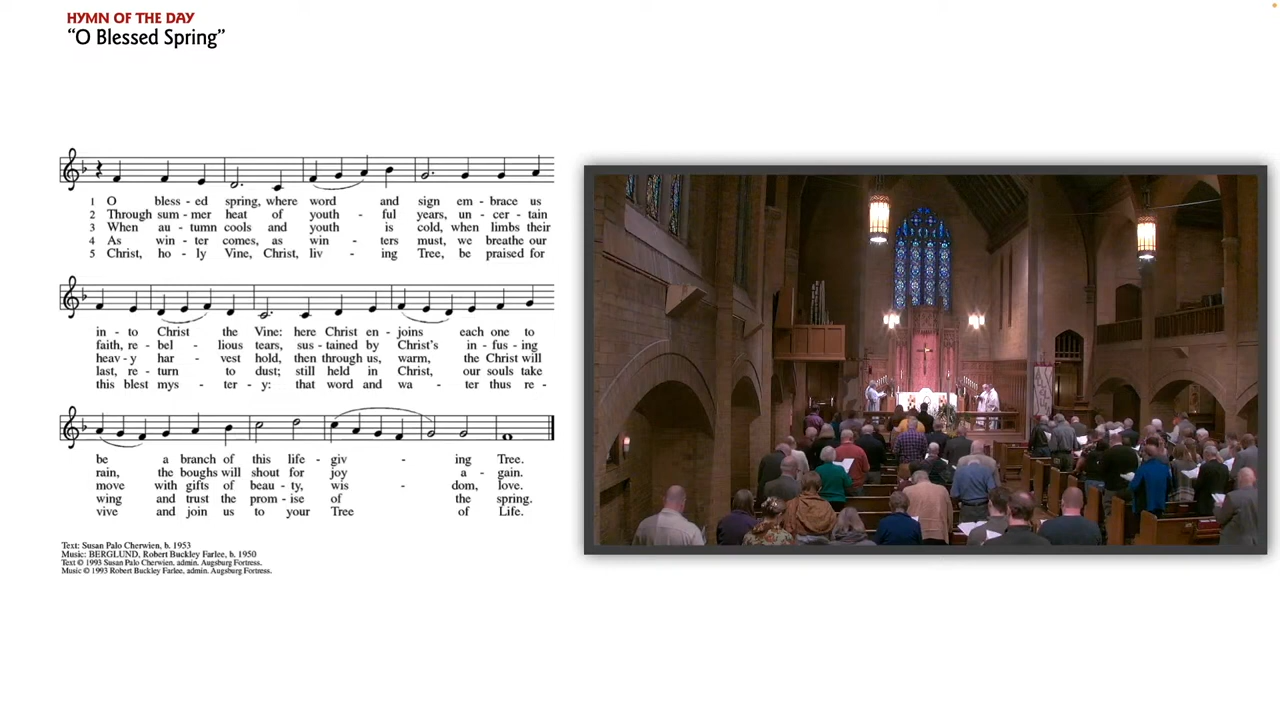 HYMN OF THE DAY
“O Blessed Spring”
1 O bless - ed spring, where word and sign em - brace us
2 Through sum - mer heat of youth - ful years, un - cer - tain
3 When au - tumn cools and youth is cold, when limbs their
4 As win - ter comes, as win - ters must, we breathe our
5 Christ, ho - ly Vine, Christ, liv - ing Tree, be praised for
in - to Christ the Vine: here Christ en - joins each one to
faith, re - bel - lious tears, sus - tained by Christ's in - fus - ing
heav - y har - vest hold, then through us, warm, the Christ will
last, re - turn to dust; still held in Christ, our souls take
this blest mys - ter - y: that word and wa - ter thus re -
be a branch of this life - giv - ing Tree.
rain, the boughs will shout for joy a - gain.
move with gifts of beau - ty, wis - dom, love.
wing and trust the prom - ise of the spring.
vive and join us to your Tree of Life.
Text: Susan Palo Cherwien, b. 1953
Music: BERGLUND, Robert Buckley Farlee, b. 1950
Text © 1993 Susan Palo Cherwien, admin. Augsburg Fortress.
Music © 1993 Robert Buckley Farlee, admin. Augsburg Fortress.